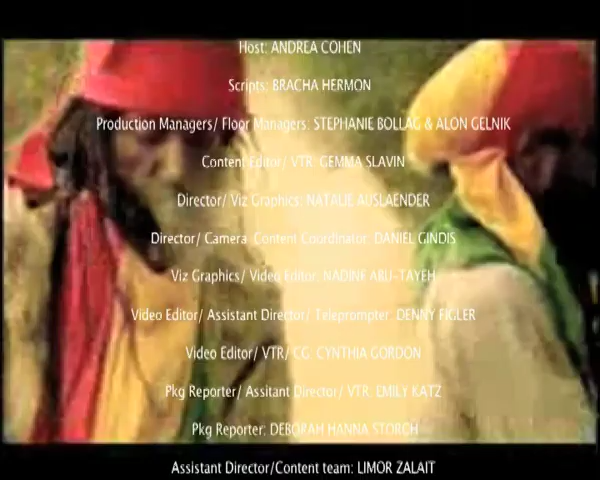 Host: ANDREA COHEN
Scripts: BRACHA HERMON
Production Managers/ Floor Managers: STEPHANIE BOLLAG & ALON GELNIK
Content Editor/ VTR: GEMMA SLAVIN
Director/ Viz Graphics: NATALIE AUSLAENDER
Director/ Camera Content Coordinator: DANIEL GINDIS
Viz Graphics/ Video Editor: NADINE ABU-TAYEH
Video Editor/ Assistant Director/ Teleprompter: DENNY FIGLER
Video Editor/ VTR/ CG: CYNTHIA GORDON
Pkg Reporter/ Assitant Director/ VTR: EMILY KATZ
Pkg Reporter: DEBORAH HANNA STORCH
Assistant Director/Content team: LIMOR ZALAIT